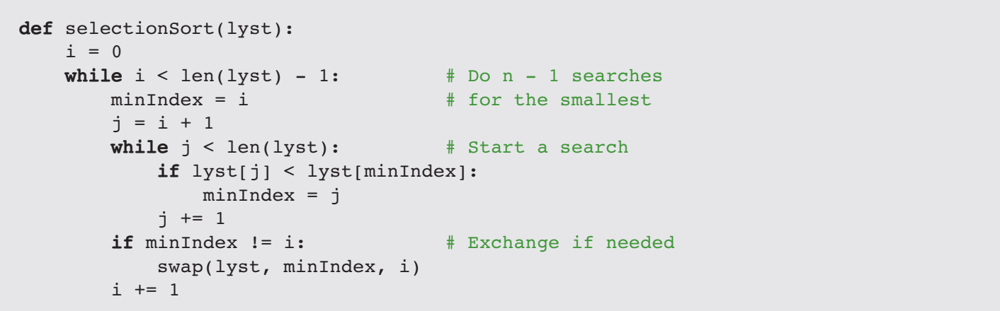 def selectionSort(lyst):
    i = 0
    while i < len(lyst) - 1:         # Do n - 1 searches
        minIndex = i                 # for the smallest
        j = i + 1
        while j < len(lyst):         # Start a search
            if lyst[j] < lyst[minIndex]:
                minIndex = j
            j += 1
        if minIndex != i:            # Exchange if needed
            swap(lyst, minIndex, i)
        i += 1